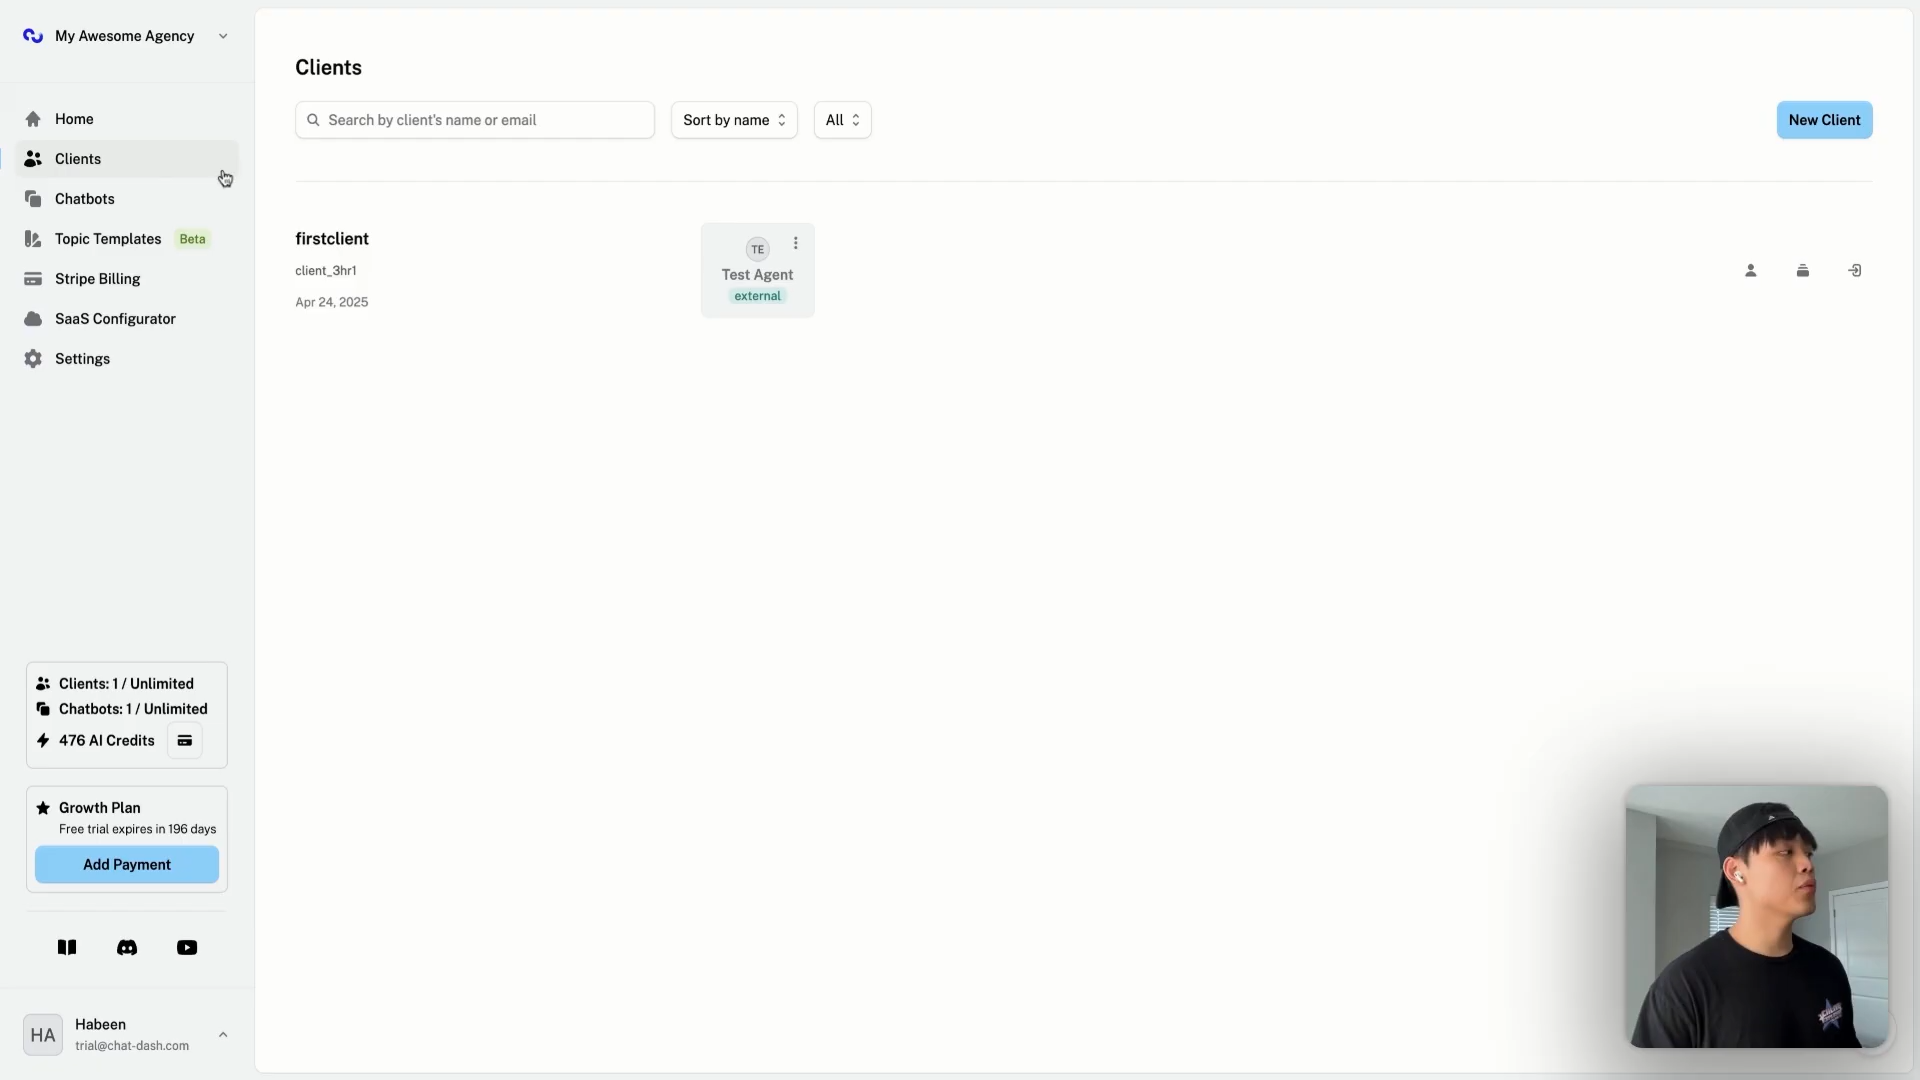 My Awesome Agency
Home
Clients
Chatbots
Topic Templates Beta
Stripe Billing
SaaS Configurator
Settings
Clients: 1 / Unlimited
Chatbots: 1 / Unlimited
476 AI Credits
Growth Plan
Free trial expires in 196 days
Add Payment
HA
Habeen
trial@chat-dash.com
Clients
Search by client's name or email
Sort by name
All
New Client
firstclient
client_3hr1
Apr 24, 2025
TE
Test Agent
external